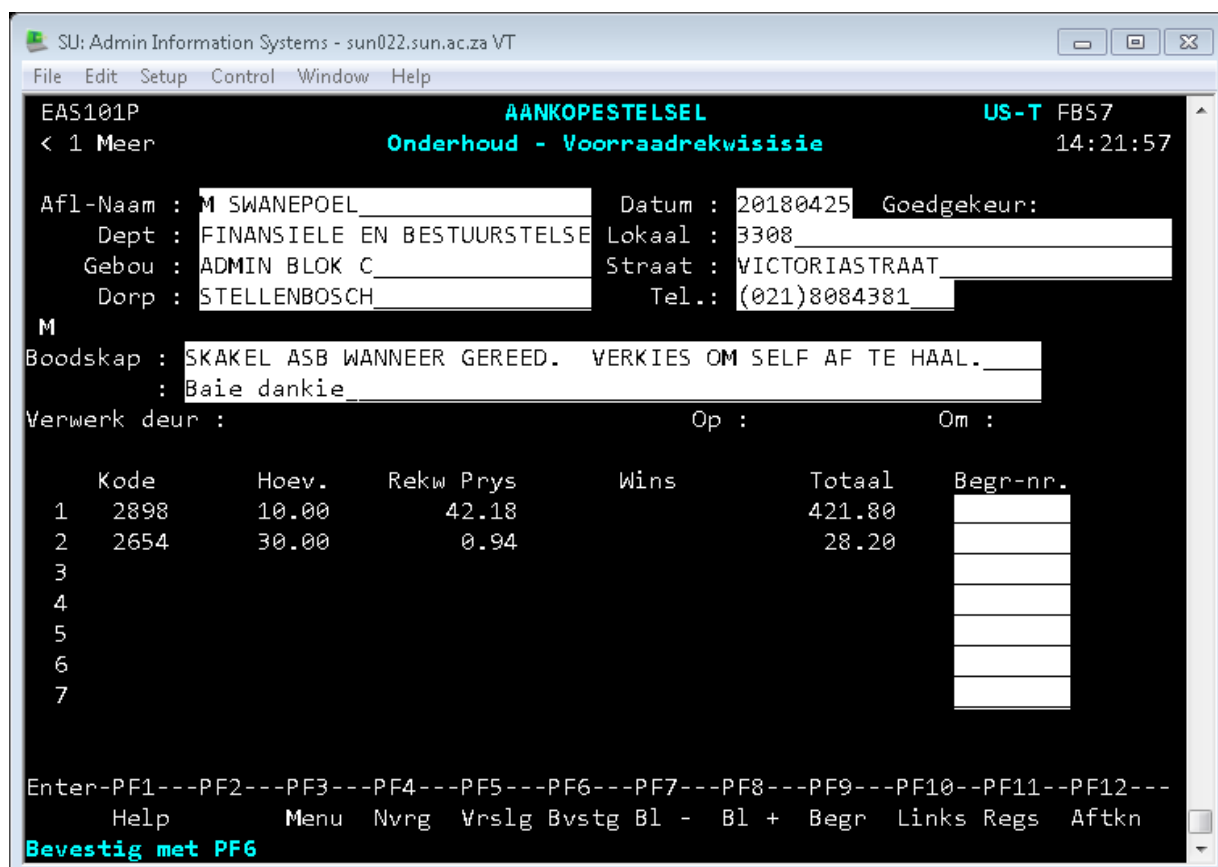 SU: Admin Information Systems - sun022.sun.ac.za VT
File Edit Setup Control Window Help
EAS101P AANKOPESTELSEL US-T FBS7
< 1 Meer Onderhoud - Voorraadrekwisisie 14:21:57
Afl-Naam : M SWANEPOEL Datum : 20180425 Goedgekeur:
Dept : FINANSIELE EN BESTUURSTELSE Lokaal : 3308
Gebou : ADMIN BLOK C Straat : VICTORIASTRAAT
Dorp : STELLENBOSCH Tel.: (021)8084381
M
Boodskap : SKAKEL ASB WANNEER GEREED. VERKIES OM SELF AF TE HAAL.
: Baie dankie
Verwerk deur : Op : Om :
Kode Hoev. Rekw Prys Wins Totaal Begr-nr.
1 2898 10.00 42.18 421.80
2 2654 30.00 0.94 28.20
3
4
5
6
7
Enter-PF1---PF2---PF3---PF4---PF5---PF6---PF7---PF8---PF9---PF10--PF11--PF12---
Help Menu Nvrg Vrslg Bvstg Bl - Bl + Begr Links Regs Aftkn
Bevestig met PF6